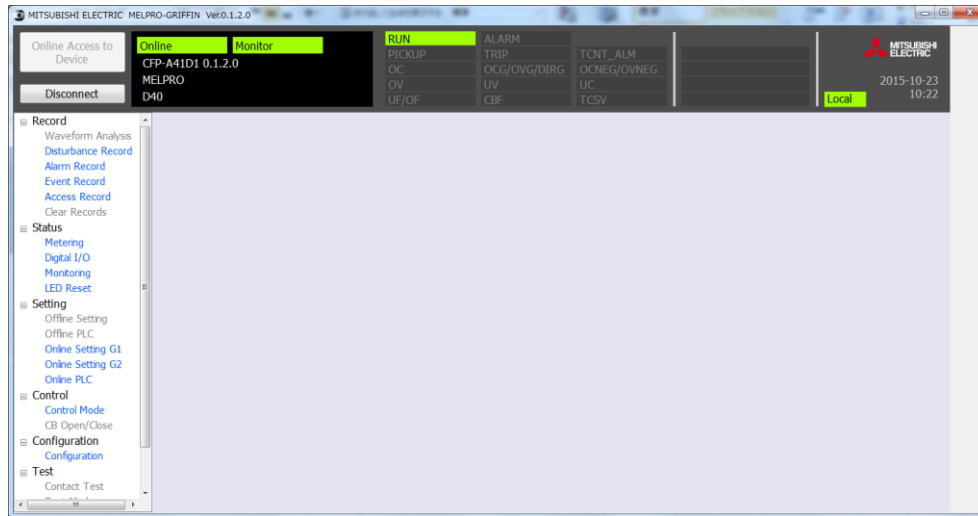 MITSUBISHI ELECTRIC MELPRO-GRIFFIN Ver.0.1.2.0
Online Access to
Device
Disconnect
Online Monitor
CFP-A41D1 0.1.2.0
MELPRO
D40
RUN ALARM
PICKUP TRIP TCNT_ALM
OC OCG/OVG/DIRG OCNEG/OVNEG
OV UV UC
UF/OF CBF TCSV
MITSUBISHI
ELECTRIC
2015-10-23
Local 10:22
Record
Waveform Analysis
Disturbance Record
Alarm Record
Event Record
Access Record
Clear Records
Status
Metering
Digital I/O
Monitoring
LED Reset
Setting
Offline Setting
Offline PLC
Online Setting G1
Online Setting G2
Online PLC
Control
Control Mode
CB Open/Close
Configuration
Configuration
Test
Contact Test